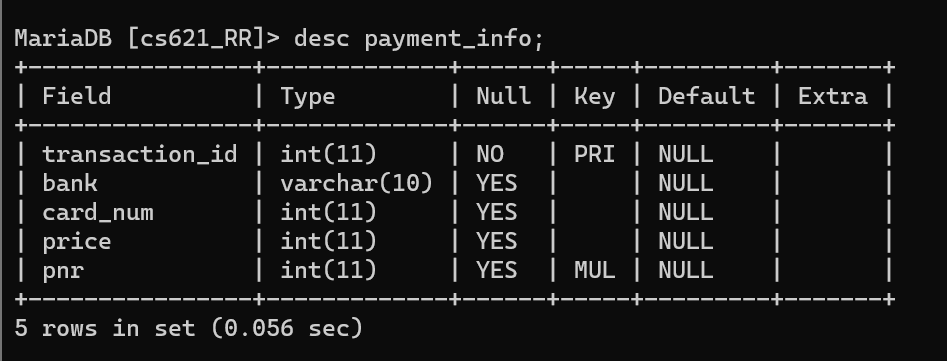 MariaDB [cs621_RR]> desc payment_info;
+----------------+-------------+------+-----+---------+-------+
| Field          | Type        | Null | Key | Default | Extra |
+----------------+-------------+------+-----+---------+-------+
| transaction_id | int(11)     | NO   | PRI | NULL    |       |
| bank           | varchar(10) | YES  |     | NULL    |       |
| card_num       | int(11)     | YES  |     | NULL    |       |
| price          | int(11)     | YES  |     | NULL    |       |
| pnr            | int(11)     | YES  | MUL | NULL    |       |
+----------------+-------------+------+-----+---------+-------+
5 rows in set (0.056 sec)